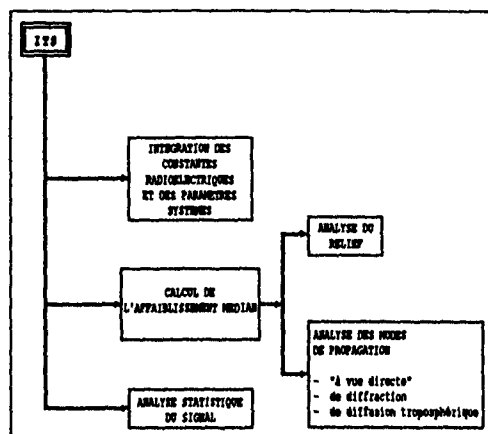 ITS
INTEGRATION DES
CONSTANTES
RADIOELECTRIQUES
ET DES PARAMETRES
SYSTEMES
ANALYSE DU
RELIEF
CALCUL DE
L'AFFAIBLISSEMENT MEDIAN
ANALYSE DES MODES
DE PROPAGATION
- "à vue directe"
- de diffraction
- de diffusion troposphérique
ANALYSE STATISTIQUE
DU SIGNAL